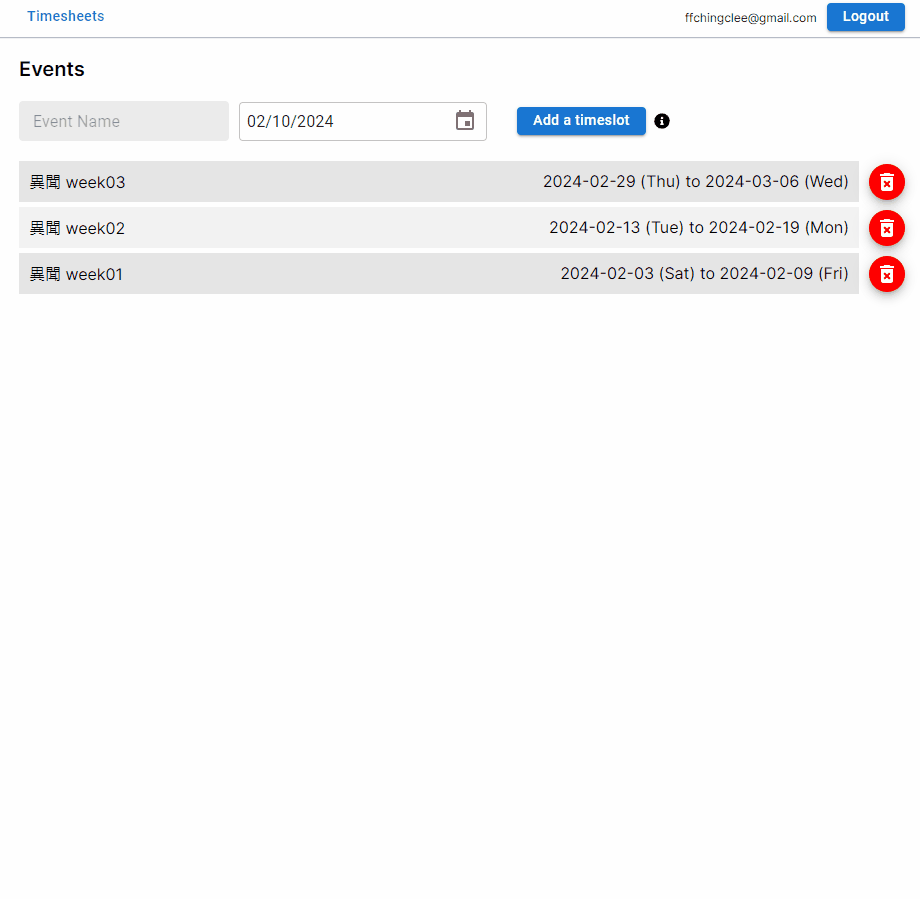 Timesheets
ffchingclee@gmail.com
Logout
Events
Event Name
02/10/2024
Add a timeslot
異聞 week03
2024-02-29 (Thu) to 2024-03-06 (Wed)
異聞 week02
2024-02-13 (Tue) to 2024-02-19 (Mon)
異聞 week01
2024-02-03 (Sat) to 2024-02-09 (Fri)